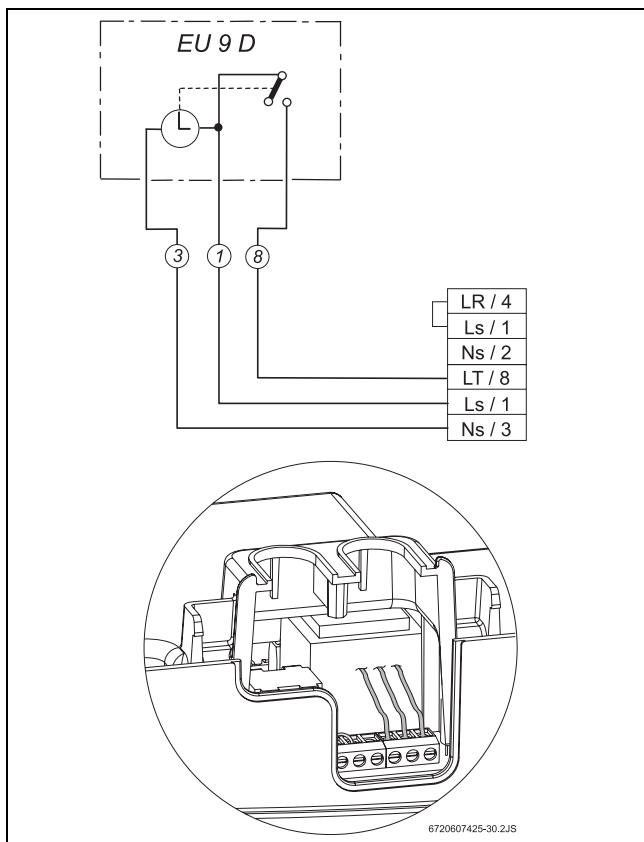 EU 9 D
3 1 8
LR / 4
Ls / 1
Ns / 2
LT / 8
Ls / 1
Ns / 3
6720607425-30.2JS